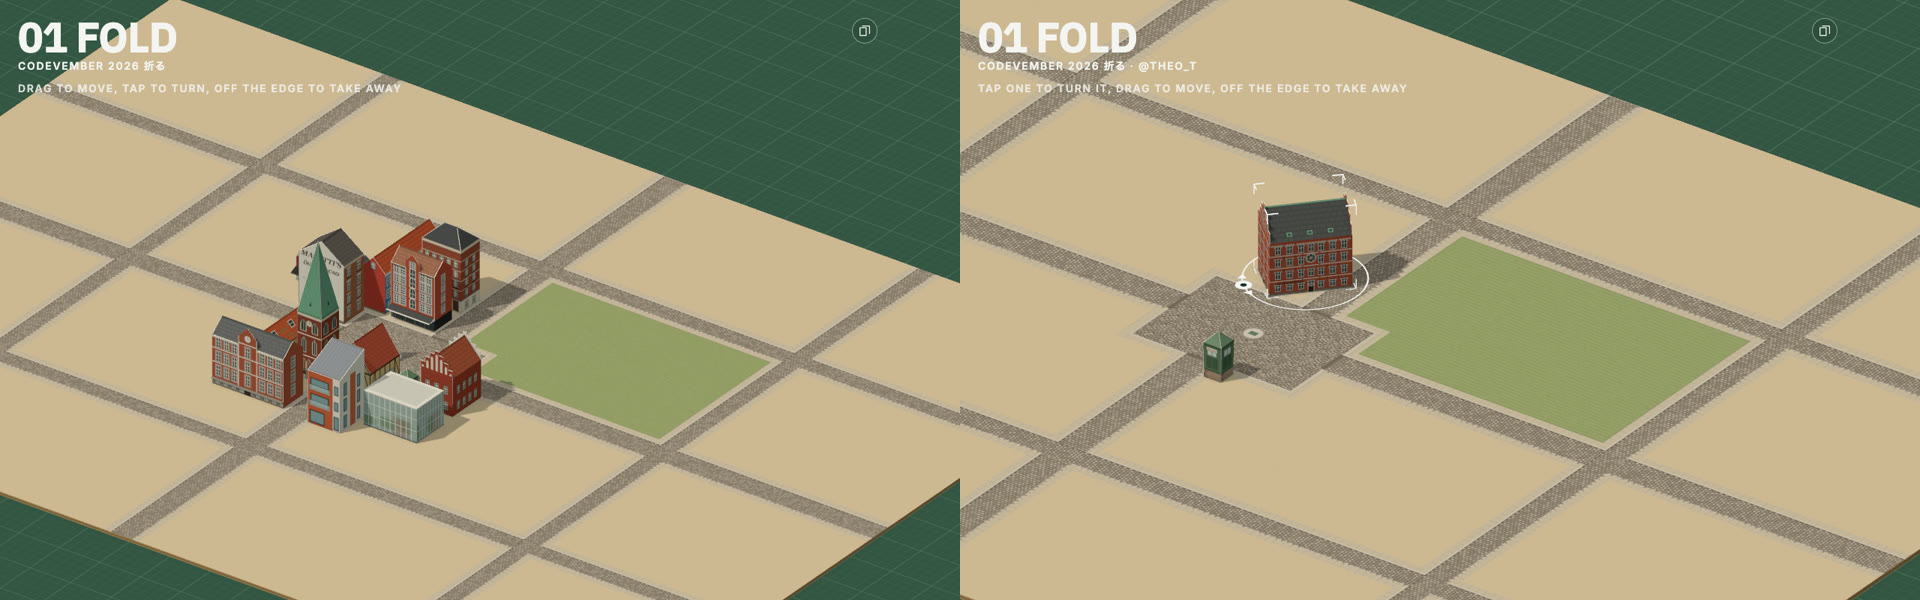 01 FOLD
CODEVEMBER 2026 折る
DRAG TO MOVE, TAP TO TURN, OFF THE EDGE TO TAKE AWAY
01 FOLD
CODEVEMBER 2026 折る · @THEO_T
TAP ONE TO TURN IT, DRAG TO MOVE, OFF THE EDGE TO TAKE AWAY